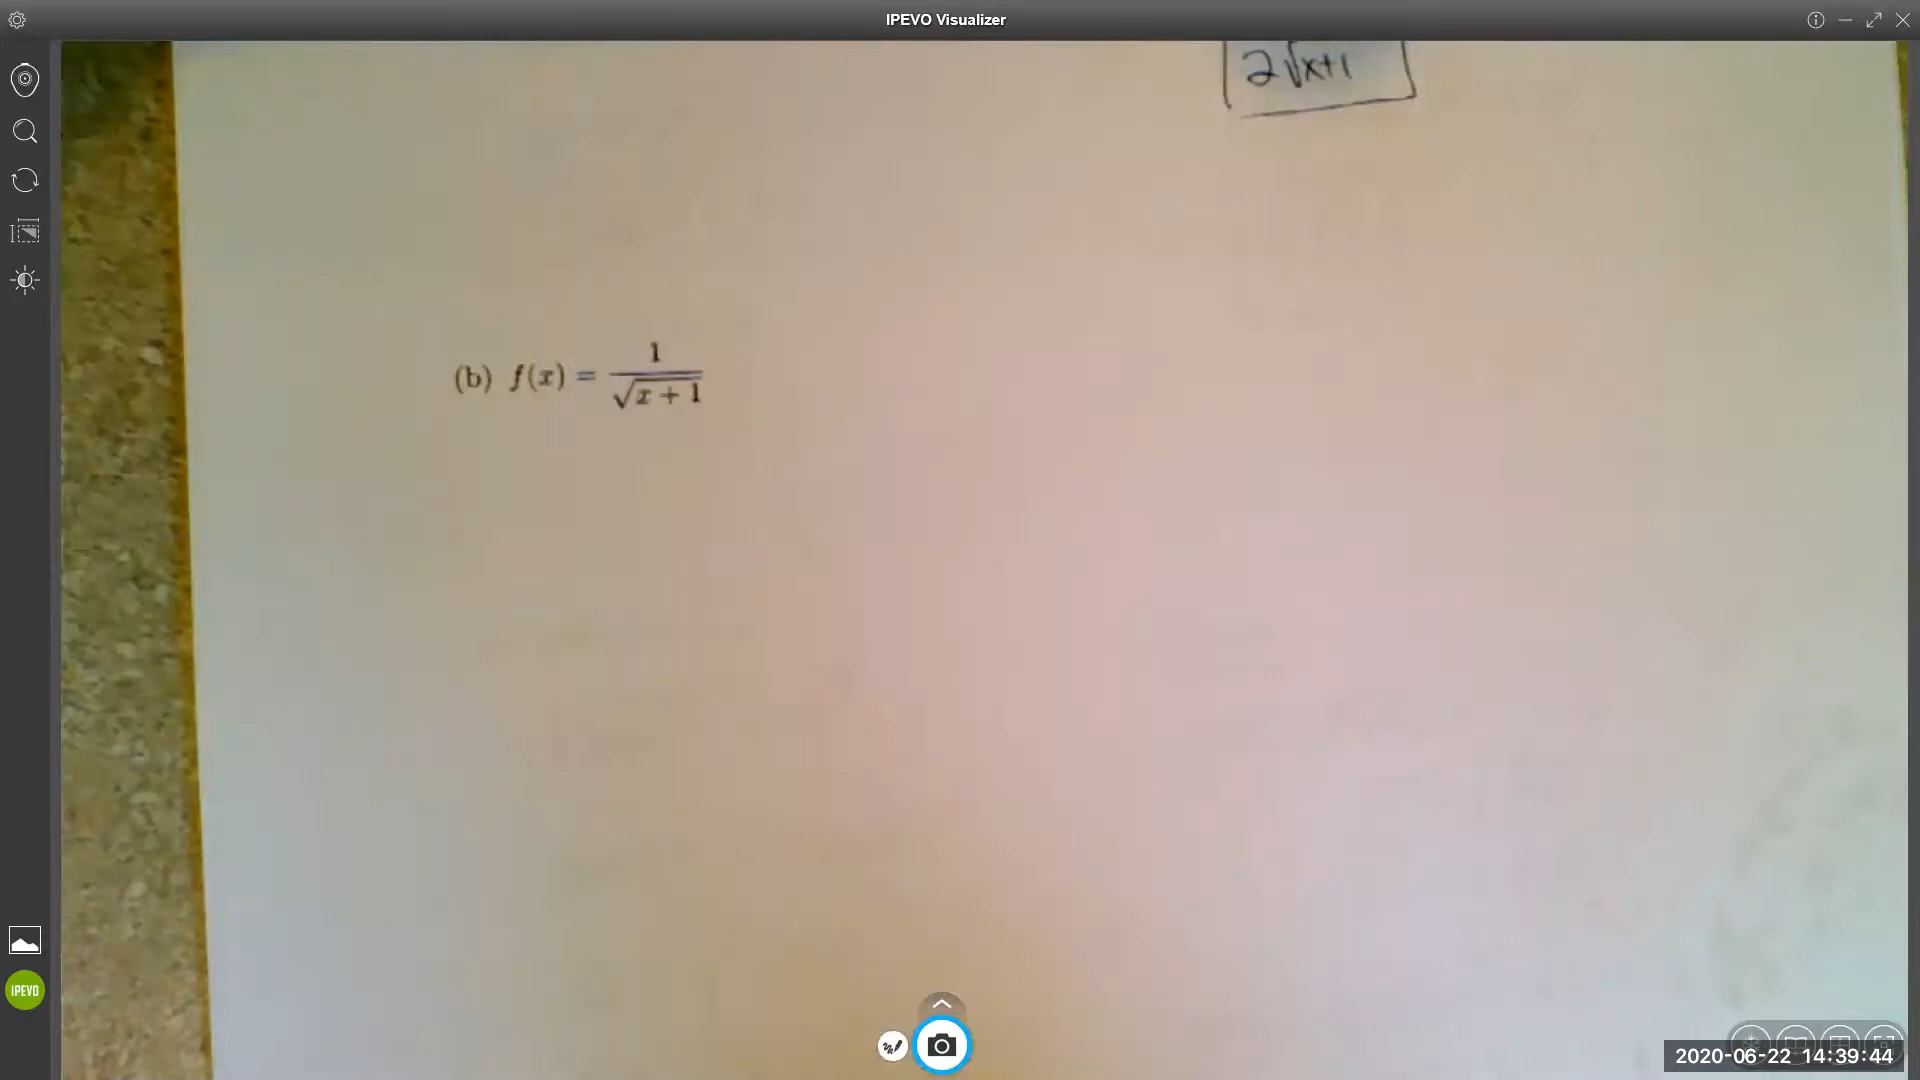 IPEVO Visualizer
2√x+1
(b) f(x) = 1/√x + 1
IPEVO
2020-06-22 14:39:44